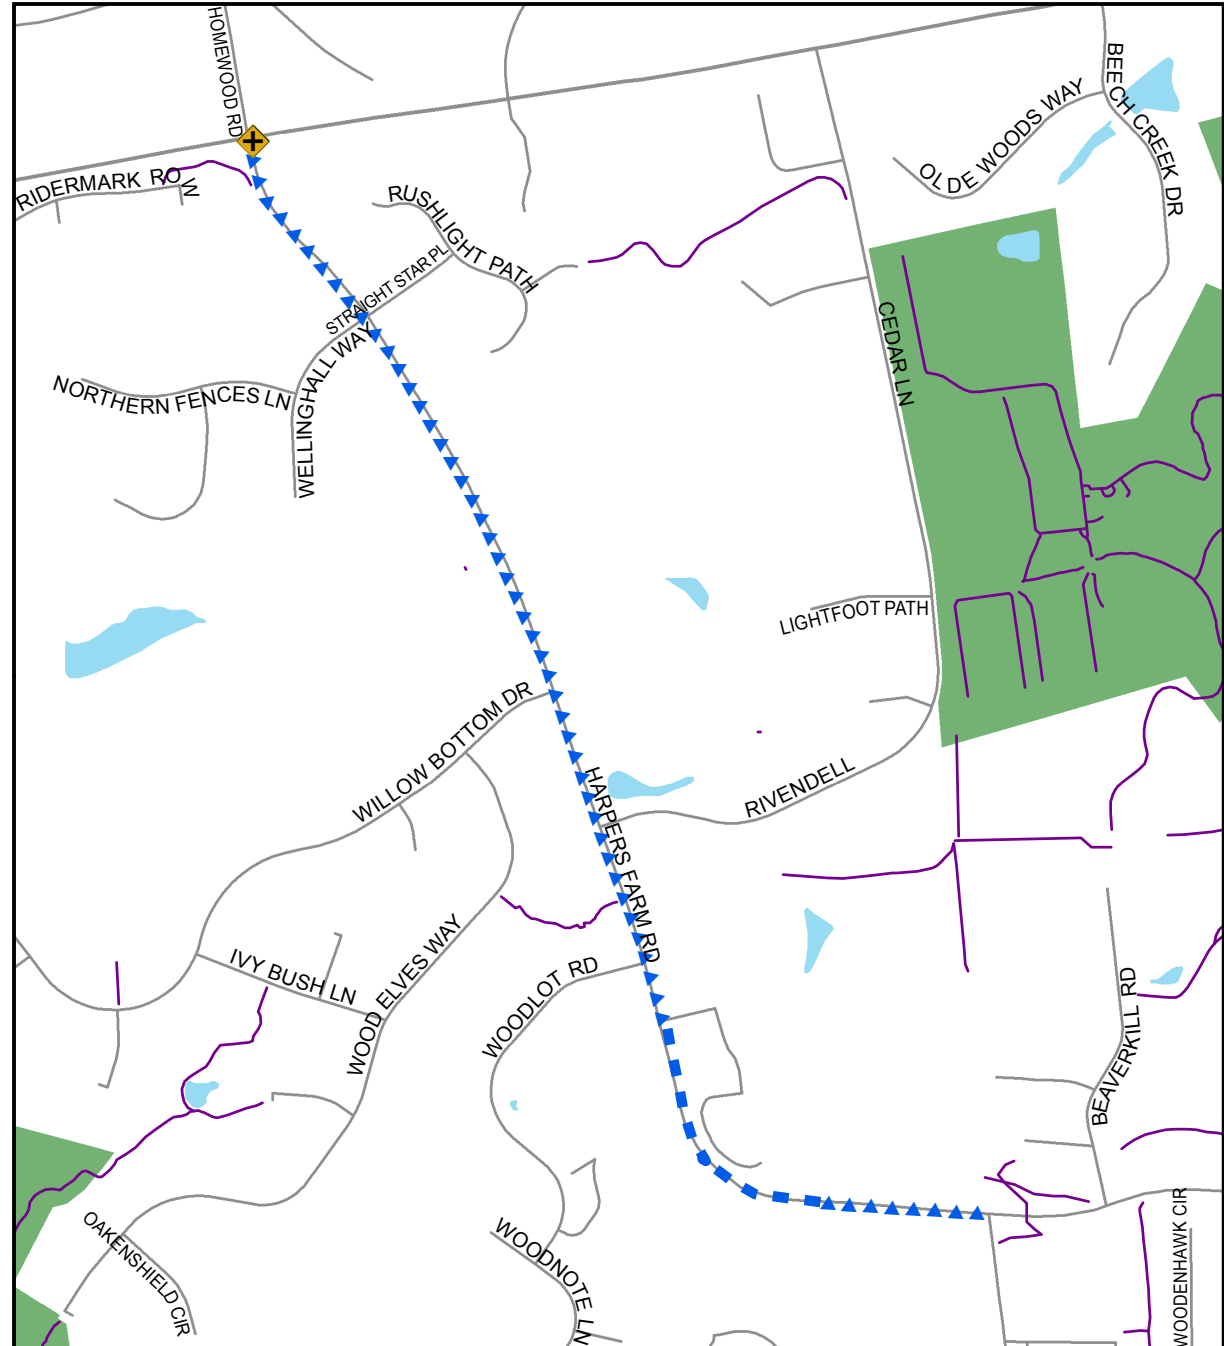 HOMEWOOD RD
BEECH CREEK DR
OLDE WOODS WAY
RIDERMARK ROW
RUSHLIGHT PATH
STRAIGHT STAR PL
CEDAR LN
NORTHERN FENCES LN
WELLINGHALL WAY
LIGHTFOOT PATH
WILLOW BOTTOM DR
RIVENDELL
HARPERS FARM RD
IVY BUSH LN
WOOD ELVES WAY
WOODLOT RD
BEAVERKILL RD
OAKENSHIELD CIR
WOODNOTE LN
WOODENHAWK CIR